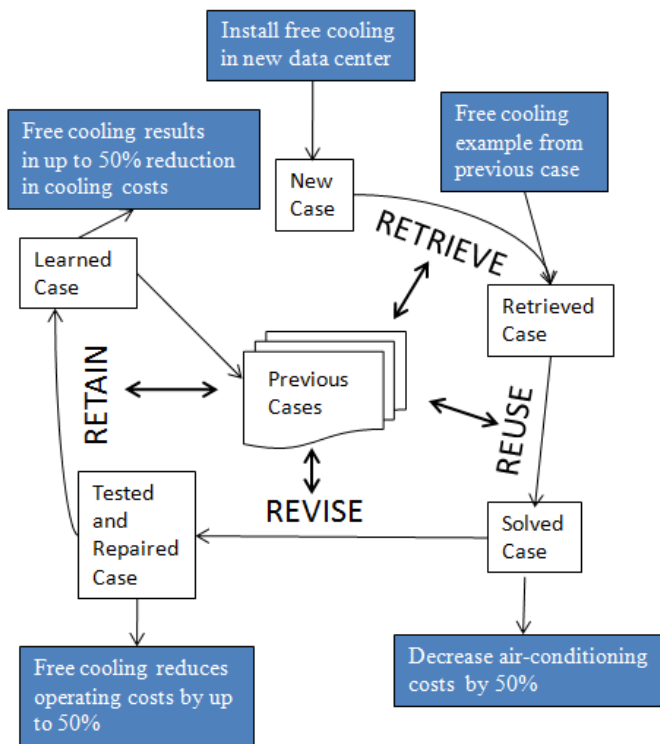 Install free cooling
in new data center
Free cooling results
in up to 50% reduction
in cooling costs
Free cooling
example from
previous case
New
Case
RETRIEVE
Learned
Case
Retrieved
Case
Previous
Cases
RETAIN
REUSE
Tested
and
Repaired
Case
REVISE
Solved
Case
Free cooling reduces
operating costs by up
to 50%
Decrease air-conditioning
costs by 50%